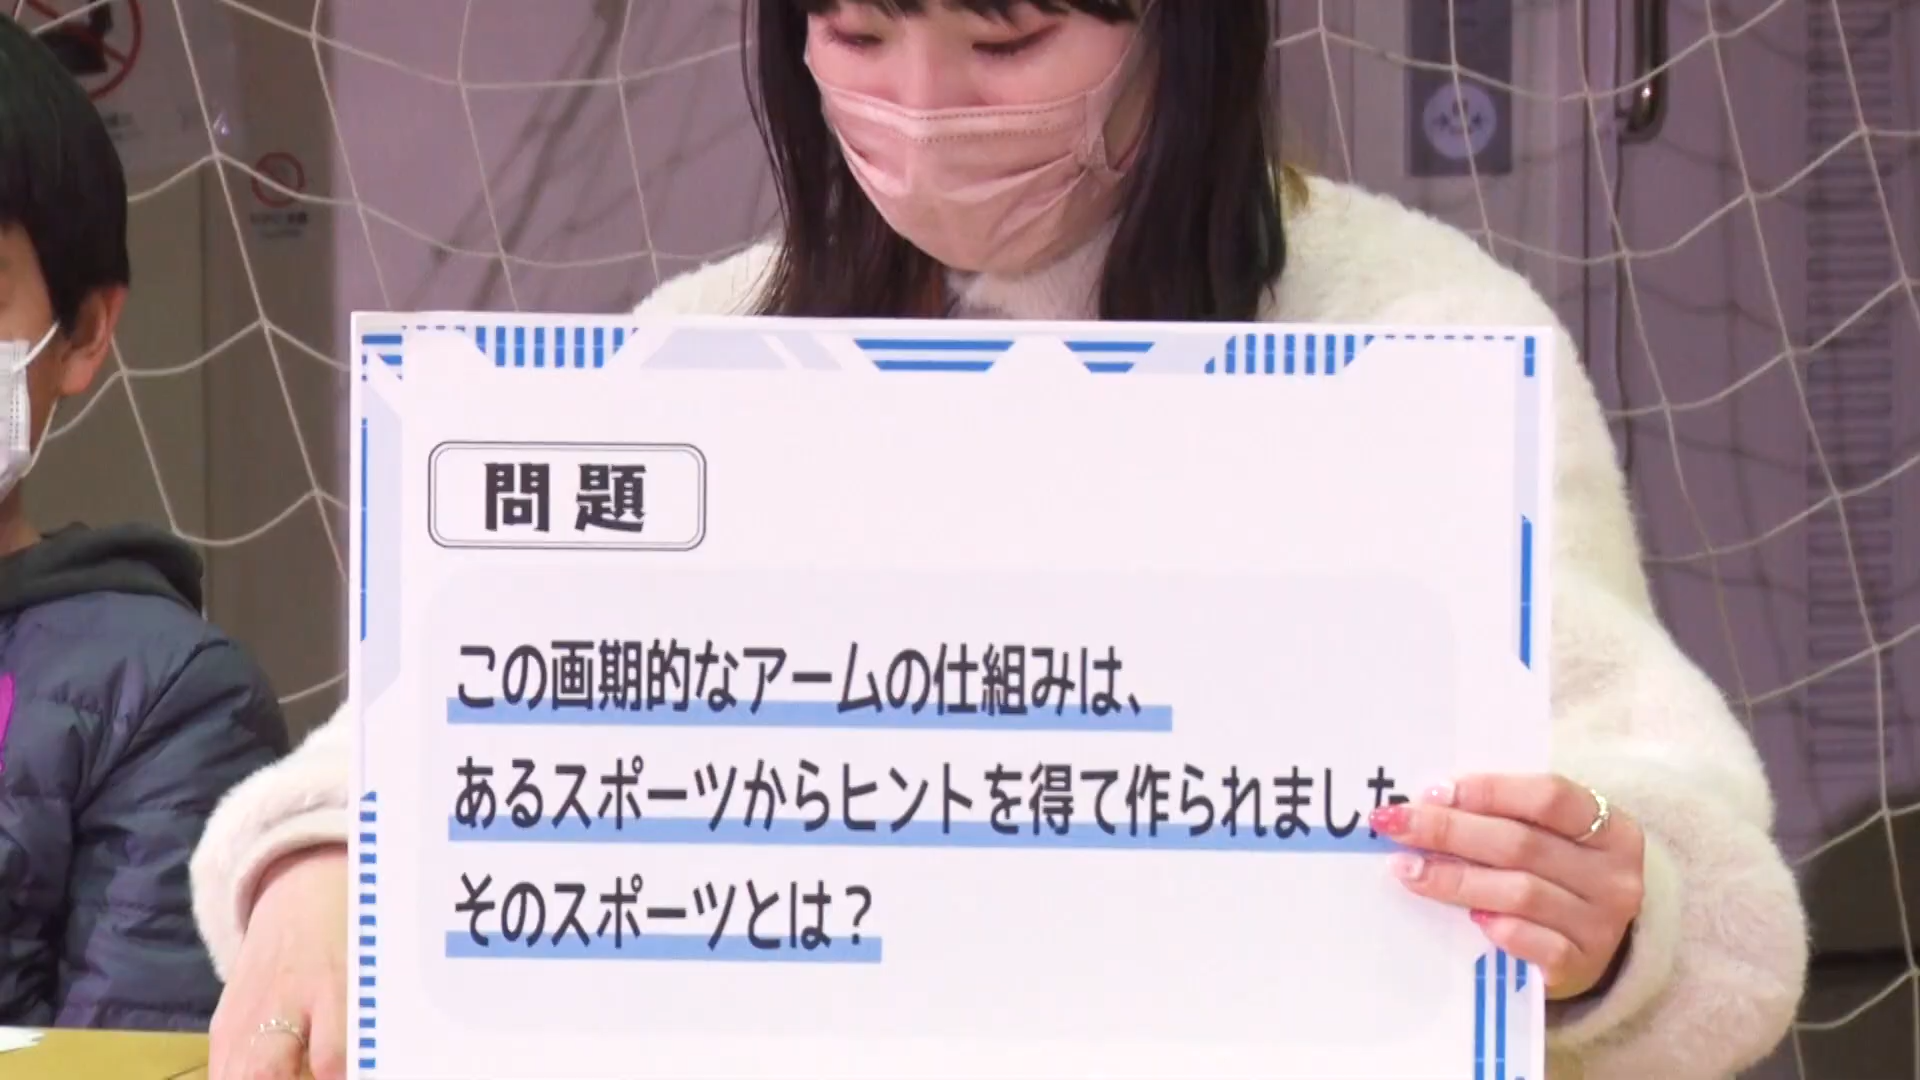 問題
この画期的なアームの仕組みは、
あるスポーツからヒントを得て作られました
そのスポーツとは？